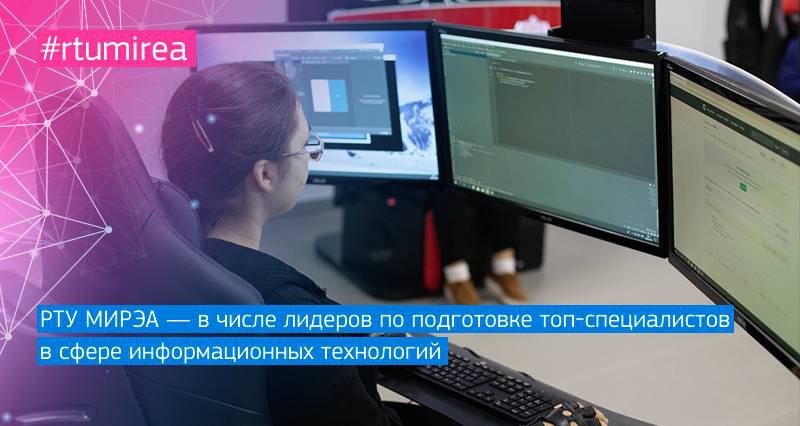 #rtumirea
РТУ МИРЭА — в числе лидеров по подготовке топ-специалистов
в сфере информационных технологий